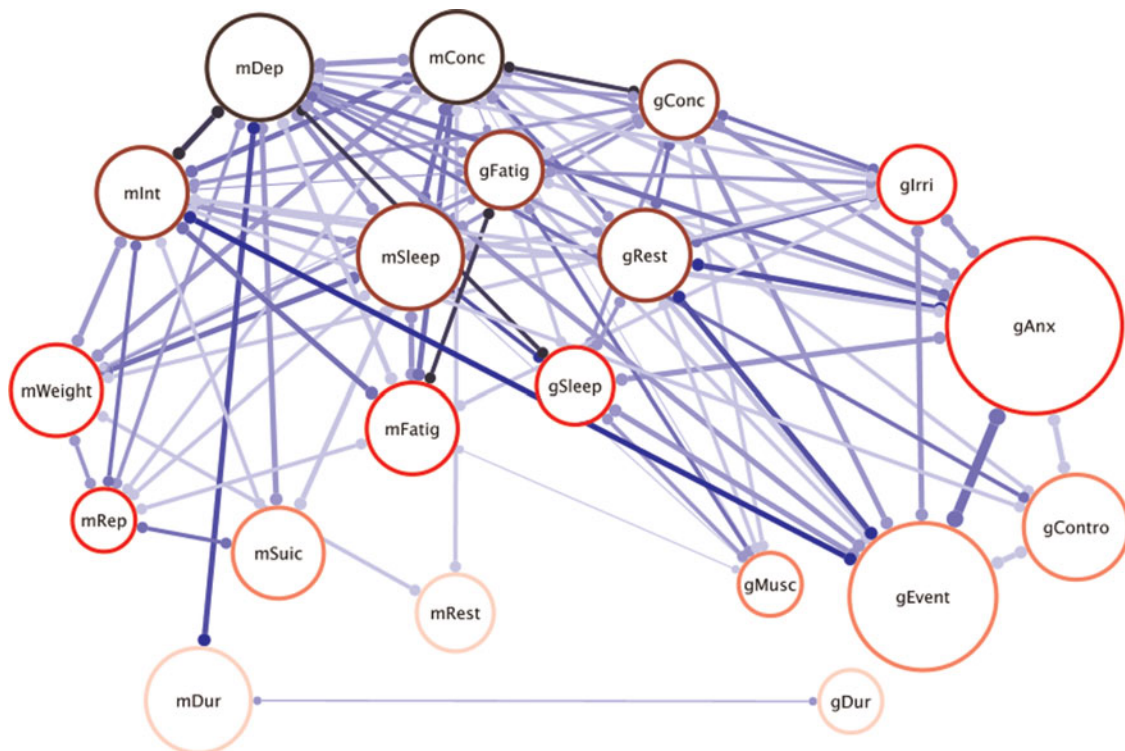 mDep
mConc
gConc
gFatig
gIrri
mInt
mSleep
gRest
gAnx
mWeight
gSleep
mFatig
mRep
mSuic
gContro
mRest
gMusc
gEvent
mDur
gDur